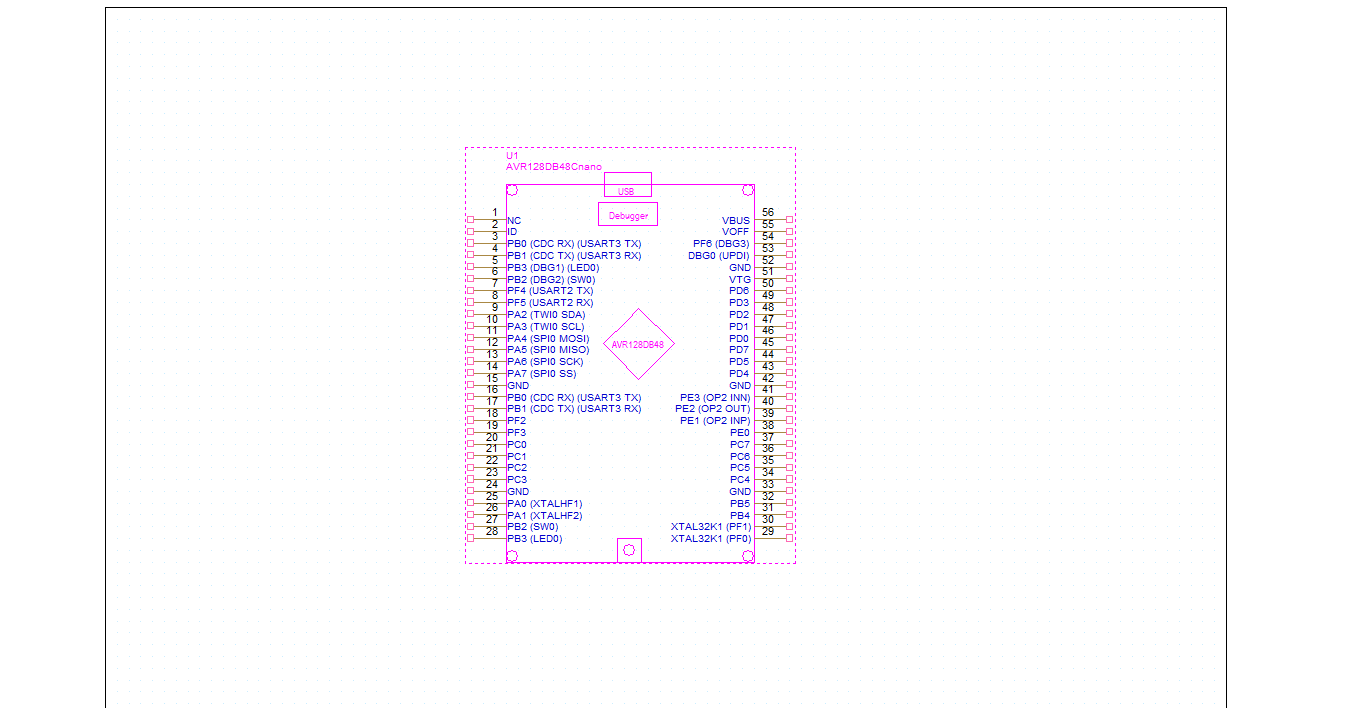 U1
AVR128DB48Cnano
USB
Debugger
AVR128DB48
1 NC
2 ID
3 PB0 (CDC RX) (USART3 TX)
4 PB1 (CDC TX) (USART3 RX)
5 PB3 (DBG1) (LED0)
6 PB2 (DBG2) (SW0)
7 PF4 (USART2 TX)
8 PF5 (USART2 RX)
9 PA2 (TWI0 SDA)
10 PA3 (TWI0 SCL)
11 PA4 (SPI0 MOSI)
12 PA5 (SPI0 MISO)
13 PA6 (SPI0 SCK)
14 PA7 (SPI0 SS)
15 GND
16 PB0 (CDC RX) (USART3 TX)
17 PB1 (CDC TX) (USART3 RX)
18 PF2
19 PF3
20 PC0
21 PC1
22 PC2
23 PC3
24 GND
25 PA0 (XTALHF1)
26 PA1 (XTALHF2)
27 PB2 (SW0)
28 PB3 (LED0)
VBUS 56
VOFF 55
PF6 (DBG3) 54
DBG0 (UPDI) 53
GND 52
VTG 51
PD6 50
PD3 49
PD2 48
PD1 47
PD0 46
PD7 45
PD5 44
PD4 43
GND 42
PE3 (OP2 INN) 41
PE2 (OP2 OUT) 40
PE1 (OP2 INP) 39
PE0 38
PC7 37
PC6 36
PC5 35
PC4 34
GND 33
PB5 32
PB4 31
XTAL32K1 (PF1) 30
XTAL32K1 (PF0) 29